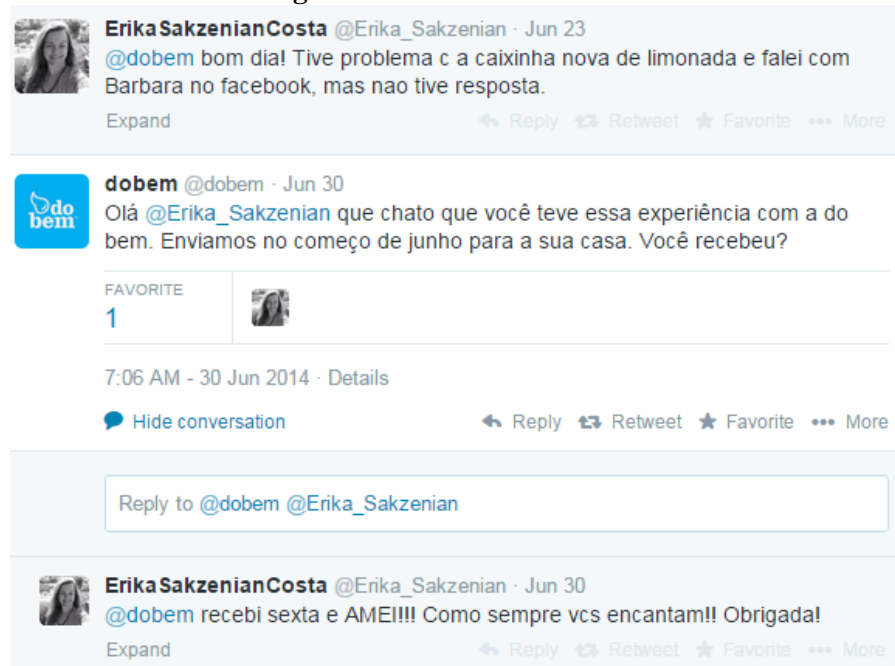 ErikaSakzenianCosta @Erika_Sakzenian · Jun 23
@dobem bom dia! Tive problema c a caixinha nova de limonada e falei com
Barbara no facebook, mas nao tive resposta.
Expand Reply Retweet Favorite More
do
bem
dobem @dobem · Jun 30
Olá @Erika_Sakzenian que chato que você teve essa experiência com a do
bem. Enviamos no começo de junho para a sua casa. Você recebeu?
FAVORITE
1
7:06 AM - 30 Jun 2014 · Details
Hide conversation Reply Retweet Favorite More
Reply to @dobem @Erika_Sakzenian
ErikaSakzenianCosta @Erika_Sakzenian · Jun 30
@dobem recebi sexta e AMEI!!! Como sempre vcs encantam!! Obrigada!
Expand Reply Retweet Favorite More